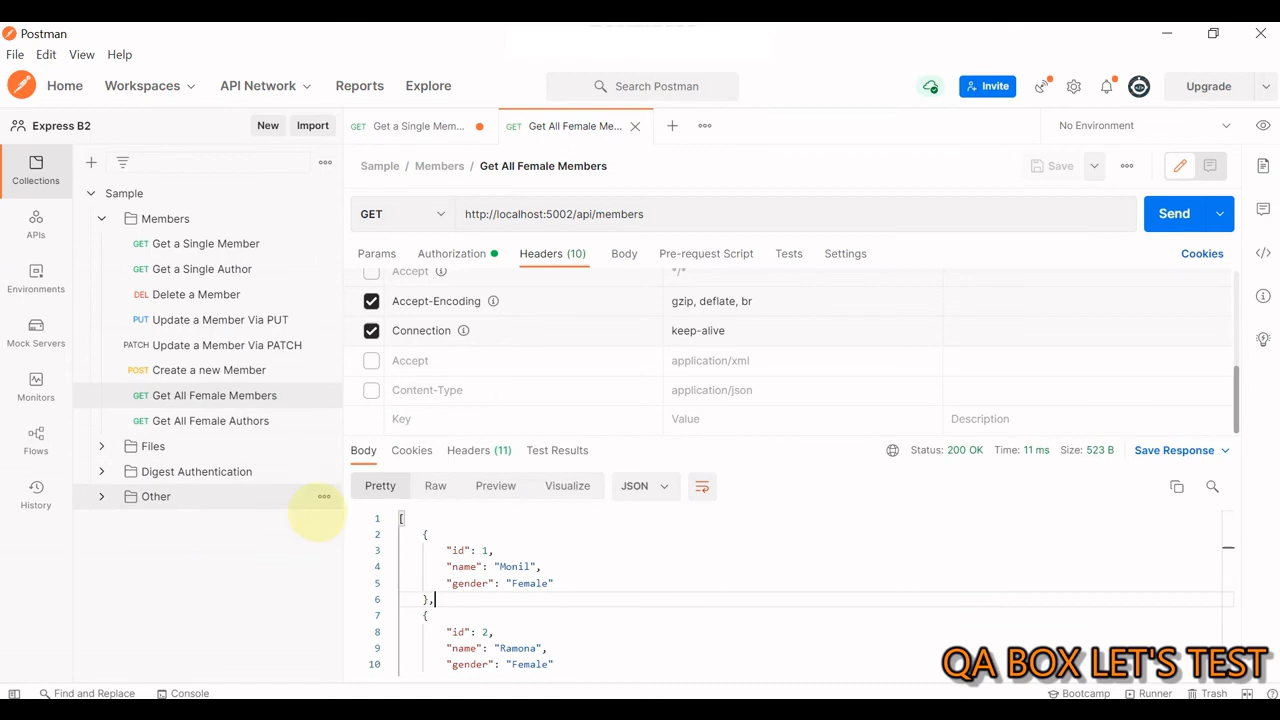 Postman
File Edit View Help
Home Workspaces API Network Reports Explore Search Postman Invite Upgrade
Express B2 New Import GET Get a Single Mem... GET Get All Female Me... No Environment
Collections
APIs
Environments
Mock Servers
Monitors
Flows
History
Sample
Members
GET Get a Single Member
GET Get a Single Author
DEL Delete a Member
PUT Update a Member Via PUT
PATCH Update a Member Via PATCH
POST Create a new Member
GET Get All Female Members
GET Get All Female Authors
Files
Digest Authentication
Other
Sample / Members / Get All Female Members Save
GET http://localhost:5002/api/members Send
Params Authorization Headers (10) Body Pre-request Script Tests Settings Cookies
Accept */*
Accept-Encoding gzip, deflate, br
Connection keep-alive
Accept application/xml
Content-Type application/json
Key Value Description
Body Cookies Headers (11) Test Results Status: 200 OK Time: 11 ms Size: 523 B Save Response
Pretty Raw Preview Visualize JSON
1 [
2 {
3 "id": 1,
4 "name": "Monil",
5 "gender": "Female"
6 },
7 {
8 "id": 2,
9 "name": "Ramona",
10 "gender": "Female"
QA BOX LET'S TEST
Find and Replace Console Bootcamp Runner Trash